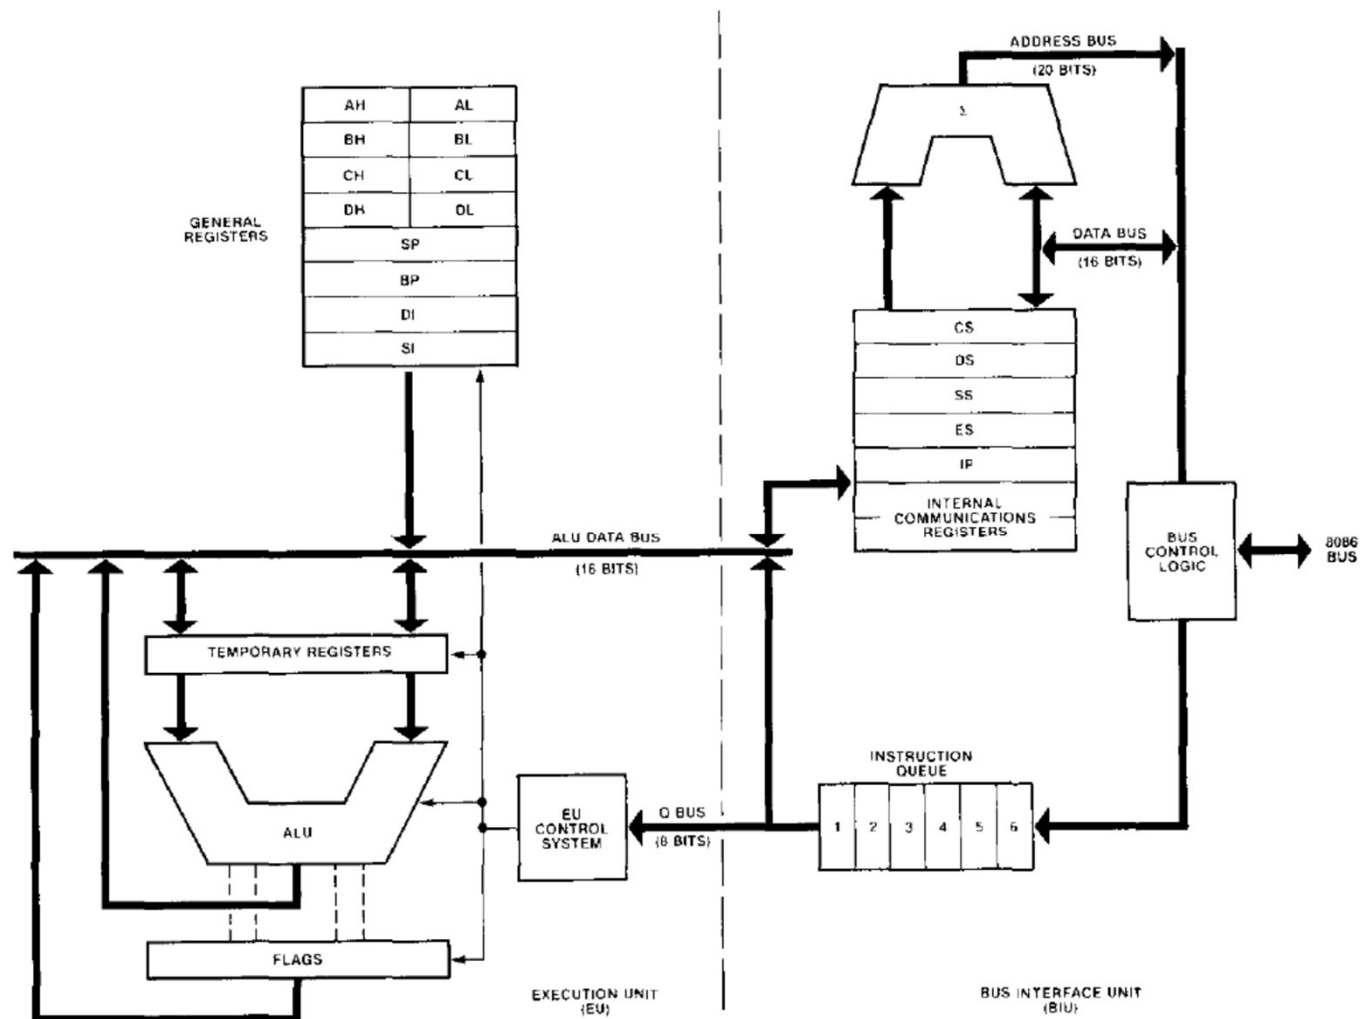 ADDRESS BUS
(20 BITS)
Σ
AH AL
BH BL
CH CL
DH DL
SP
BP
DI
SI
GENERAL
REGISTERS
DATA BUS
(16 BITS)
CS
DS
SS
ES
IP
INTERNAL
COMMUNICATIONS
REGISTERS
BUS
CONTROL
LOGIC
8086
BUS
ALU DATA BUS
(16 BITS)
TEMPORARY REGISTERS
ALU
FLAGS
EU
CONTROL
SYSTEM
Q BUS
(8 BITS)
INSTRUCTION
QUEUE
1 2 3 4 5 6
EXECUTION UNIT
(EU)
BUS INTERFACE UNIT
(BIU)